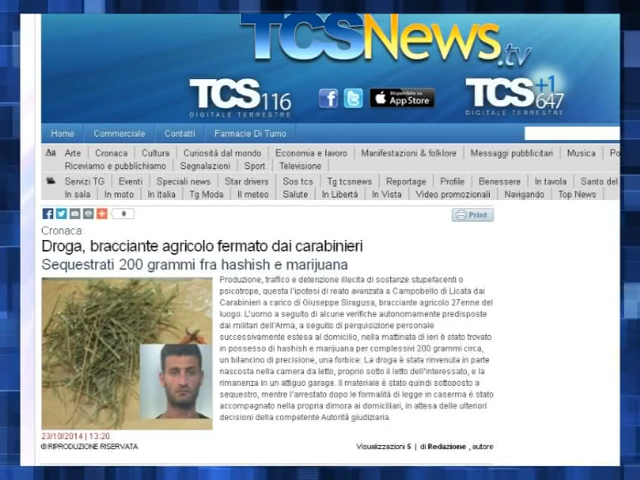 TCSNews.tv
TCS 116
DIGITALE TERRESTRE
Disponibile su
App Store
TCS+1 647
DIGITALE TERRESTRE
Home Commerciale Contatti Farmacie Di Turno
Arte Cronaca Cultura Curiosità dal mondo Economia e lavoro Manifestazioni & folklore Messaggi pubblicitari Musica Po
Riceviamo e pubblichiamo Segnalazioni Sport Televisione
Servizi TG Eventi Speciali news Star drivers Sos tcs Tg tcsnews Reportage Profile Benessere In tavola Santo del
In sala In moto In Italia Tg Moda Il meteo Salute In Libertà In Vista Video promozionali Navigando Top News
0
Print
Cronaca
Droga, bracciante agricolo fermato dai carabinieri
Sequestrati 200 grammi fra hashish e marijuana
Produzione, traffico e detenzione illecita di sostanze stupefacenti o
psicotrope, questa l'ipotesi di reato avanzata a Campobello di Licata dai
Carabinieri a carico di Giuseppe Siragusa, bracciante agricolo 27enne del
luogo. L'uomo a seguito di alcune verifiche autonomamente predisposte
dai militari dell'Arma, a seguito di perquisizione personale
successivamente estesa al domicilio, nella mattina di ieri è stato trovato
in possesso di hashish e marijuana per complessivi 200 grammi circa,
un bilancino di precisione, una forbice. La droga è stata rinvenuta in parte
nascosta nella camera da letto, proprio sotto il letto dell'interessato, e la
rimanenza in un attiguo garage. Il materiale è stato quindi sottoposto a
sequestro, mentre l'arrestato dopo le formalità di legge in caserma è stato
accompagnato nella propria dimora ai domiciliari, in attesa delle ulteriori
decisioni della competente Autorità giudiziaria.
23/10/2014 | 13:20
© RIPRODUZIONE RISERVATA
Visualizzazioni 5 | di Redazione , autore